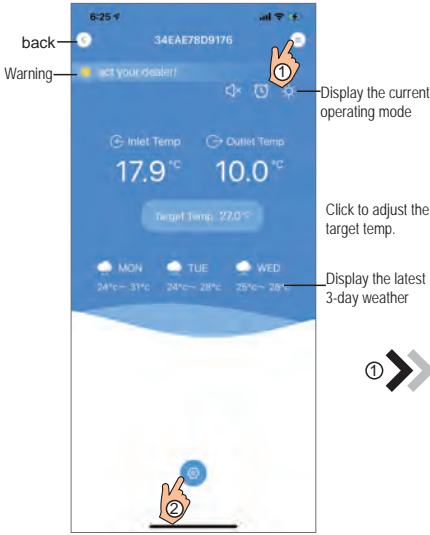 6:25
back
34EAE78D9176
①
Warning
act your dealer!
Display the current
operating mode
Inlet Temp
Outlet Temp
17.9 °C
10.0 °C
Target Temp 27.0 °C
Click to adjust the
target temp.
MON
TUE
WED
24°c~ 31°c
24°c~ 28°c
25°c~ 28°c
Display the latest
3-day weather
①
②